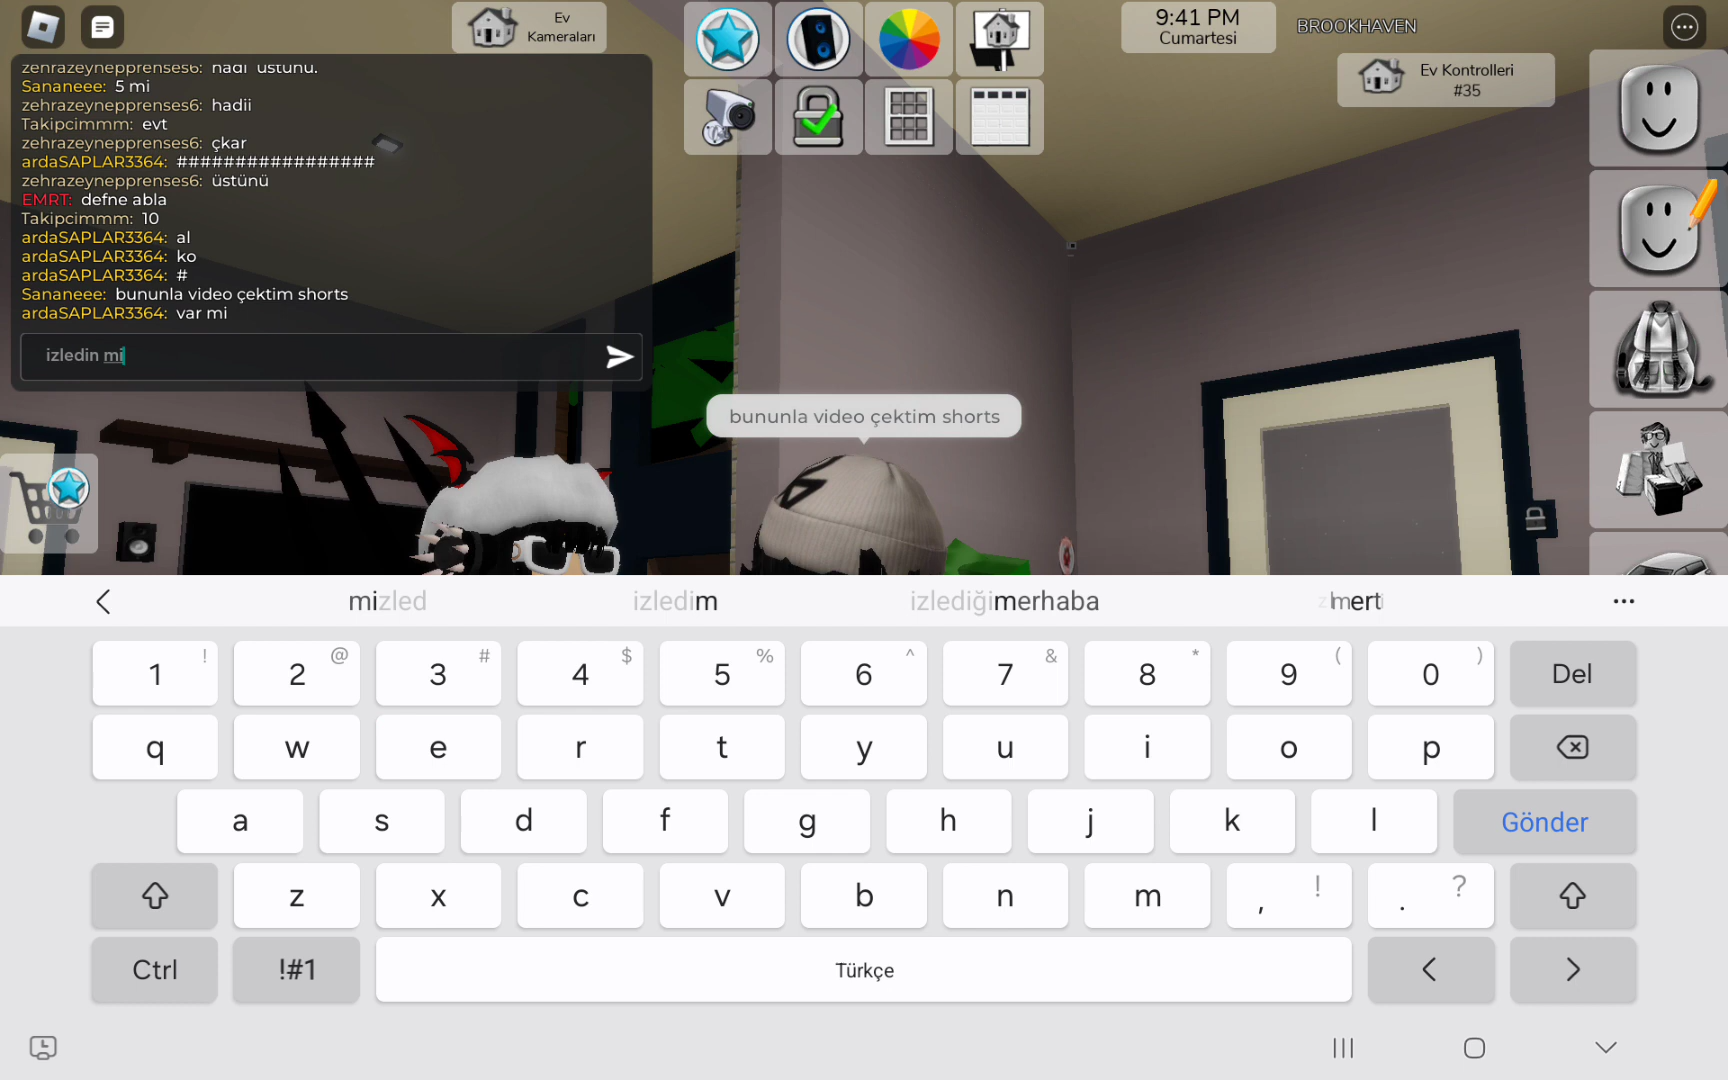 Ev
Kameraları
9:41 PM
Cumartesi
BROOKHAVEN
Ev Kontrolleri
#35
zehrazeynepprenses6: hadi üstünü.
Sananeee: 5 mi
zehrazeynepprenses6: hadii
Takipcimmm: evt
zehrazeynepprenses6: çkar
ardaSAPLAR3364: #################
zehrazeynepprenses6: üstünü
EMRT: defne abla
Takipcimmm: 10
ardaSAPLAR3364: al
ardaSAPLAR3364: ko
ardaSAPLAR3364: #
Sananeee: bununla video çektim shorts
ardaSAPLAR3364: var mi
izledin mi
bununla video çektim shorts
mizled izledim izlediğimerhaba mert
1 ! 2 @ 3 # 4 $ 5 % 6 ^ 7 & 8 * 9 ( 0 ) Del
q w e r t y u i o p
a s d f g h j k l Gönder
z x c v b n m , ! . ?
Ctrl !#1 Türkçe < >